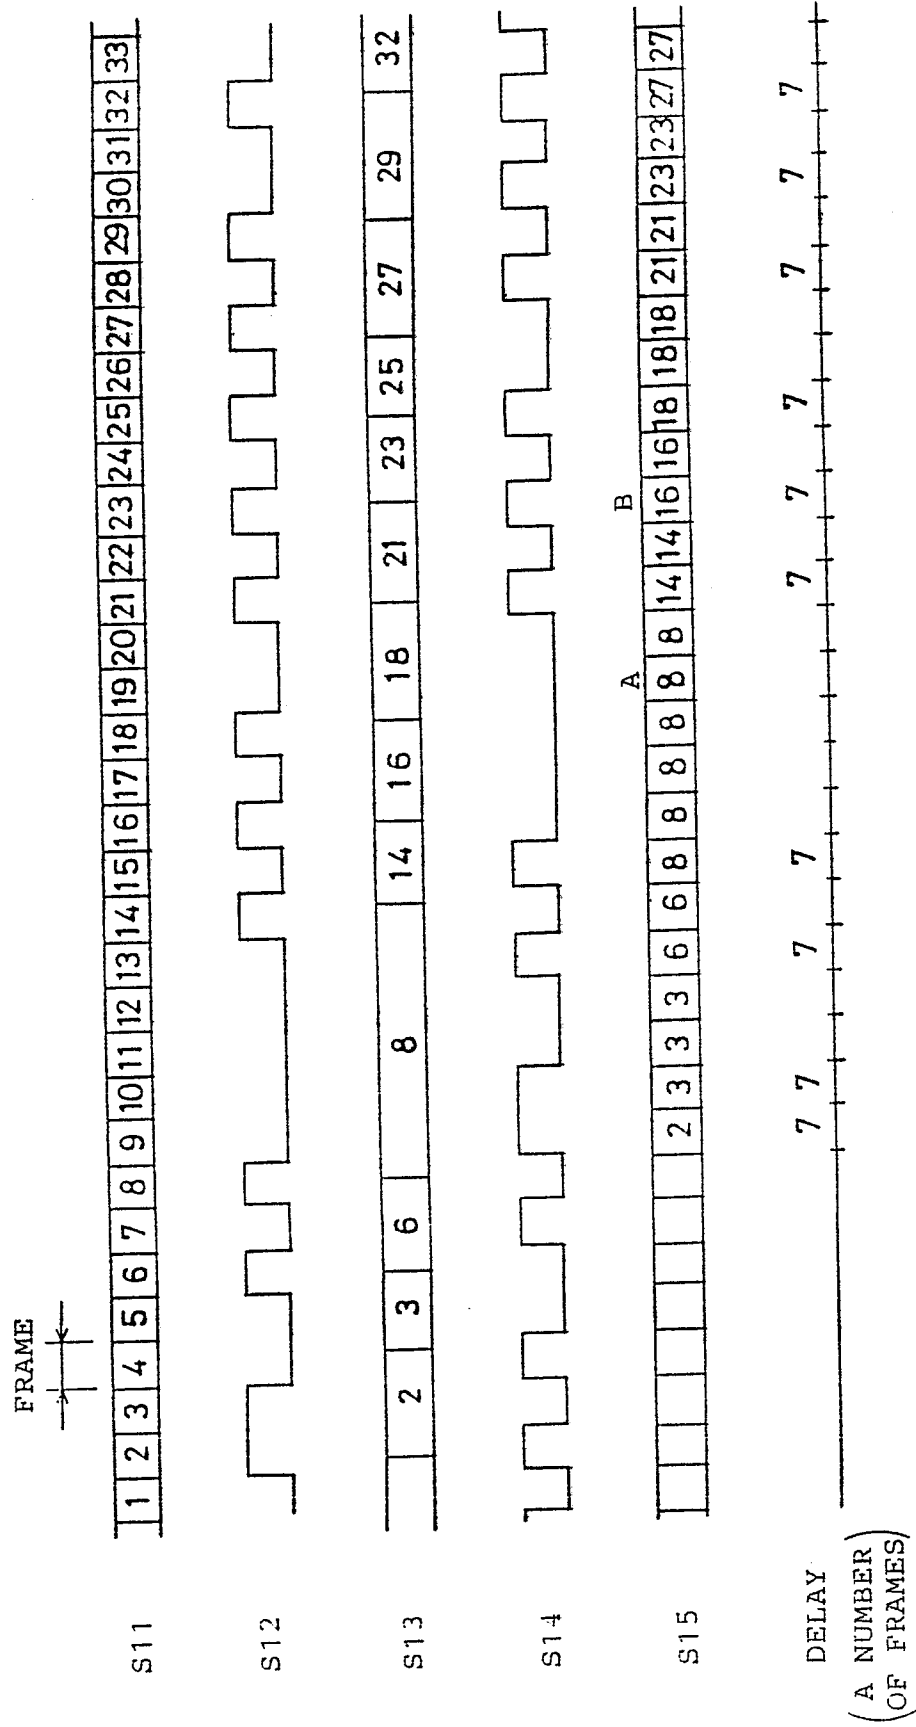 FRAME
S11 1 2 3 4 5 6 7 8 9 10 11 12 13 14 15 16 17 18 19 20 21 22 23 24 25 26 27 28 29 30 31 32 33
S12
S13 2 3 6 8 14 16 18 21 23 25 27 29 32
S14
A B
S15 2 3 3 3 6 6 8 8 8 8 8 8 14 14 16 16 18 18 18 21 21 23 23 27 27
DELAY 7 7 7 7 7 7 7 7 7 7
(A NUMBER
OF FRAMES)